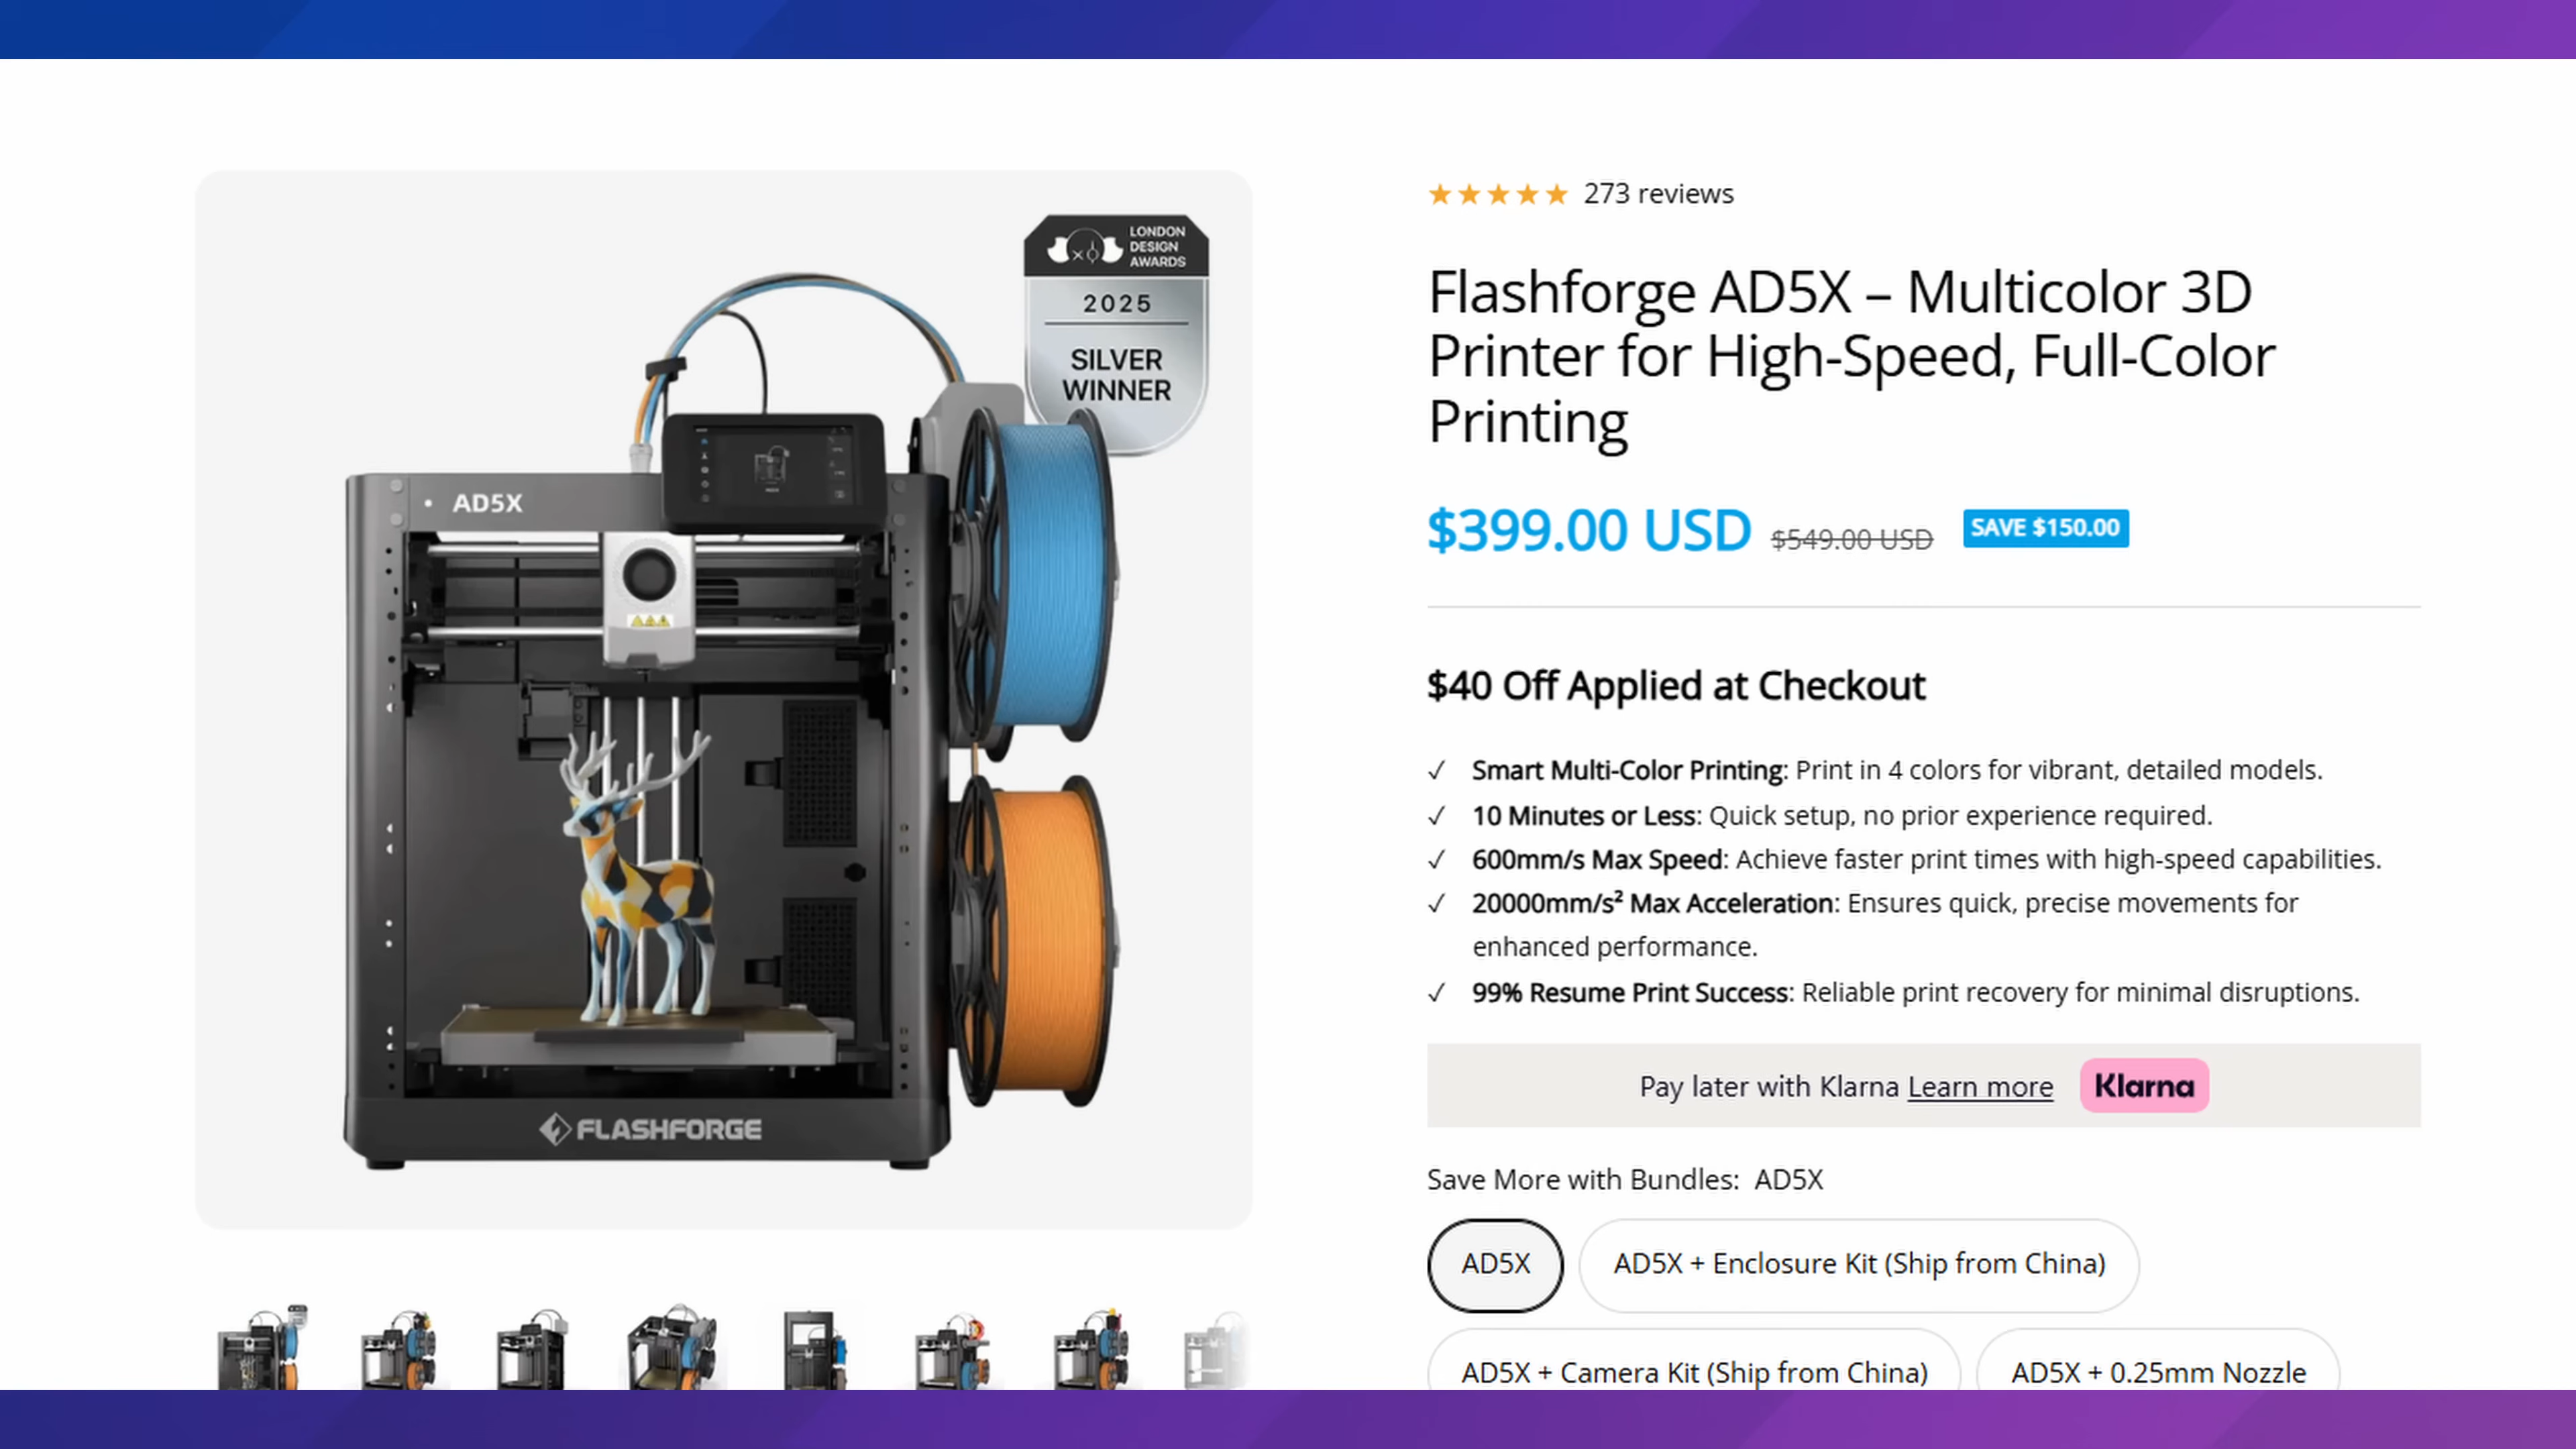 LONDON
DESIGN
AWARDS
2025
SILVER
WINNER
AD5X
FLASHFORGE
273 reviews
Flashforge AD5X – Multicolor 3D
Printer for High-Speed, Full-Color
Printing
$399.00 USD $549.00 USD SAVE $150.00
$40 Off Applied at Checkout
✓ Smart Multi-Color Printing: Print in 4 colors for vibrant, detailed models.
✓ 10 Minutes or Less: Quick setup, no prior experience required.
✓ 600mm/s Max Speed: Achieve faster print times with high-speed capabilities.
✓ 20000mm/s² Max Acceleration: Ensures quick, precise movements for
enhanced performance.
✓ 99% Resume Print Success: Reliable print recovery for minimal disruptions.
Pay later with Klarna Learn more Klarna
Save More with Bundles: AD5X
AD5X AD5X + Enclosure Kit (Ship from China)
AD5X + Camera Kit (Ship from China) AD5X + 0.25mm Nozzle